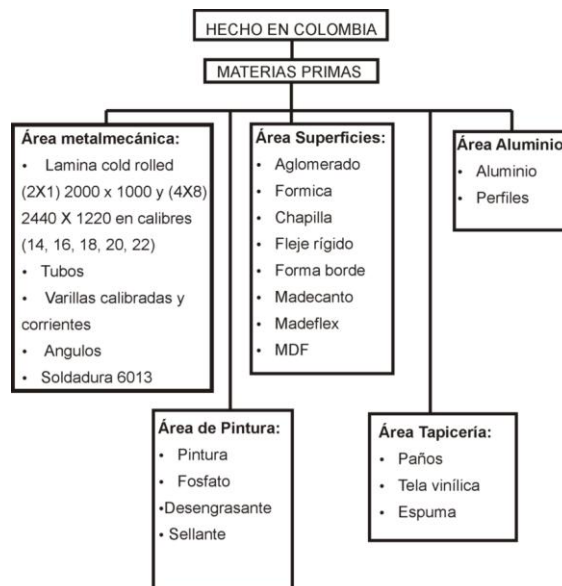 HECHO EN COLOMBIA
MATERIAS PRIMAS
Área metalmecánica:
• Lamina cold rolled
(2X1) 2000 x 1000 y (4X8)
2440 X 1220 en calibres
(14, 16, 18, 20, 22)
• Tubos
• Varillas calibradas y
corrientes
• Angulos
• Soldadura 6013
Área Superficies:
• Aglomerado
• Formica
• Chapilla
• Fleje rígido
• Forma borde
• Madecanto
• Madeflex
• MDF
Área Aluminio
• Aluminio
• Perfiles
Área de Pintura:
• Pintura
• Fosfato
•Desengrasante
• Sellante
Área Tapicería:
• Paños
• Tela vinílica
• Espuma